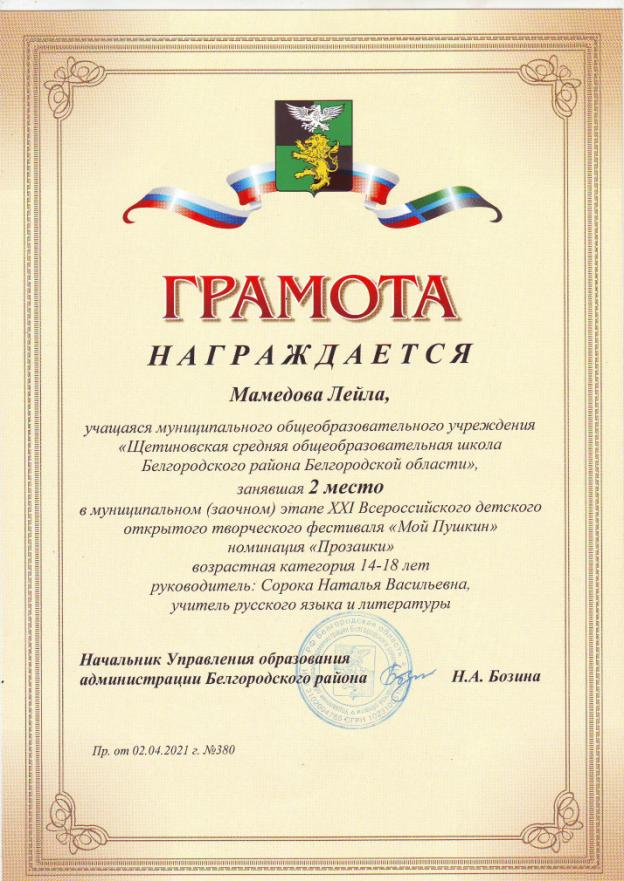 ГРАМОТА
НАГРАЖДАЕТСЯ
Мамедова Лейла,
учащаяся муниципального общеобразовательного учреждения
«Щетиновская средняя общеобразовательная школа
Белгородского района Белгородской области»,
занявшая 2 место
в муниципальном (заочном) этапе XXI Всероссийского детского
открытого творческого фестиваля «Мой Пушкин»
номинация «Прозаики»
возрастная категория 14-18 лет
руководитель: Сорока Наталья Васильевна,
учитель русского языка и литературы
Начальник Управления образования
администрации Белгородского района Н.А. Бозина
Пр. от 02.04.2021 г. №380